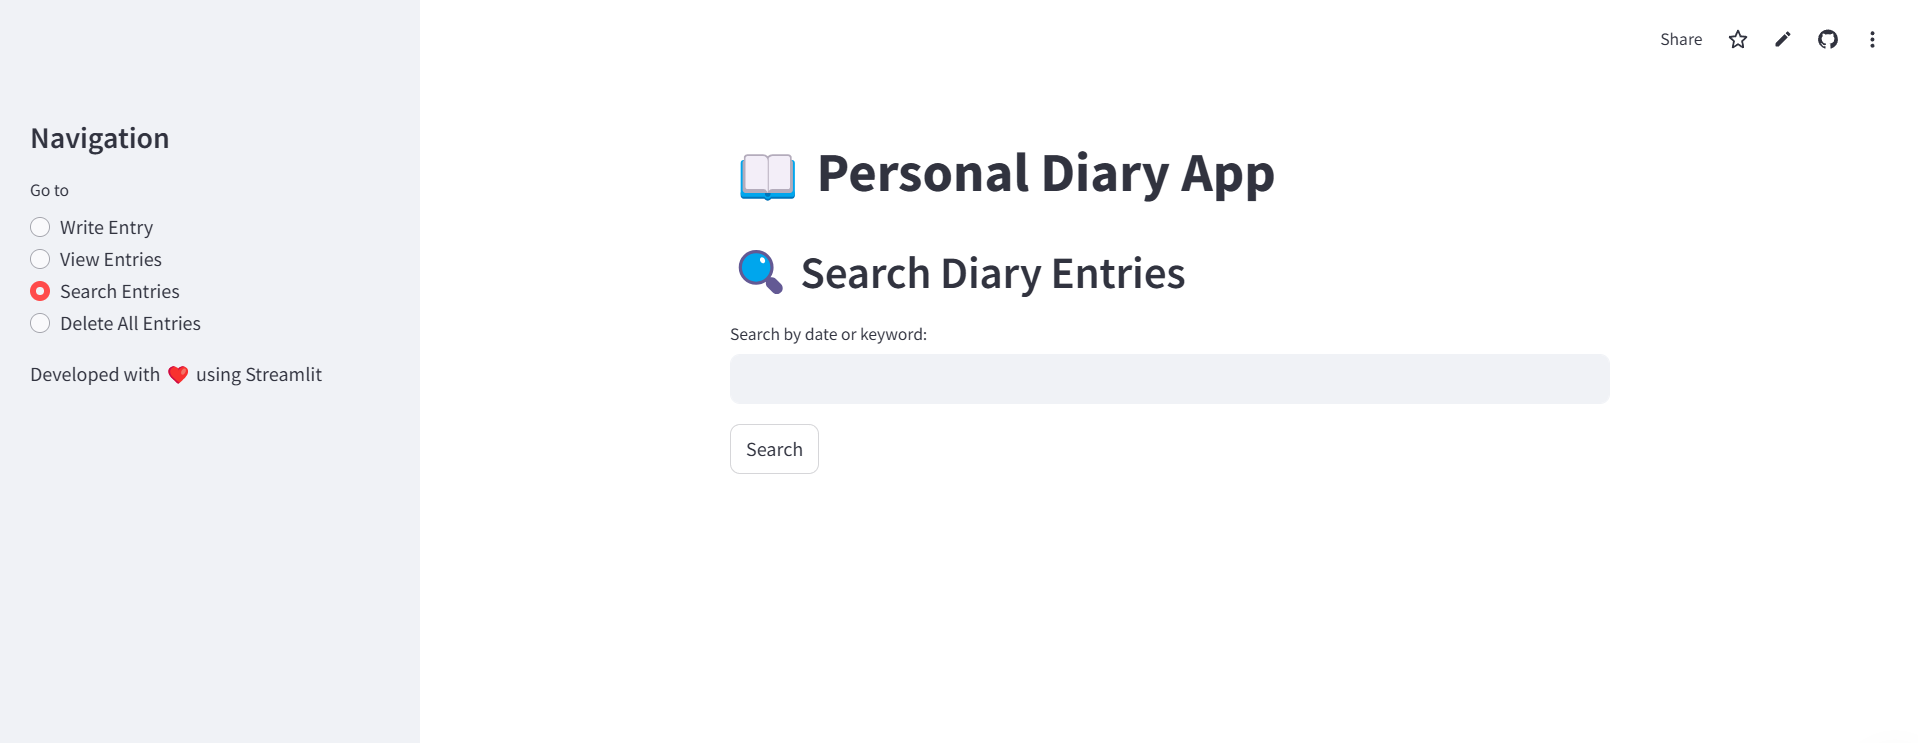 Share
Navigation
Go to
Write Entry
View Entries
Search Entries
Delete All Entries
Developed with ❤️ using Streamlit
📖 Personal Diary App
🔍 Search Diary Entries
Search by date or keyword:
Search